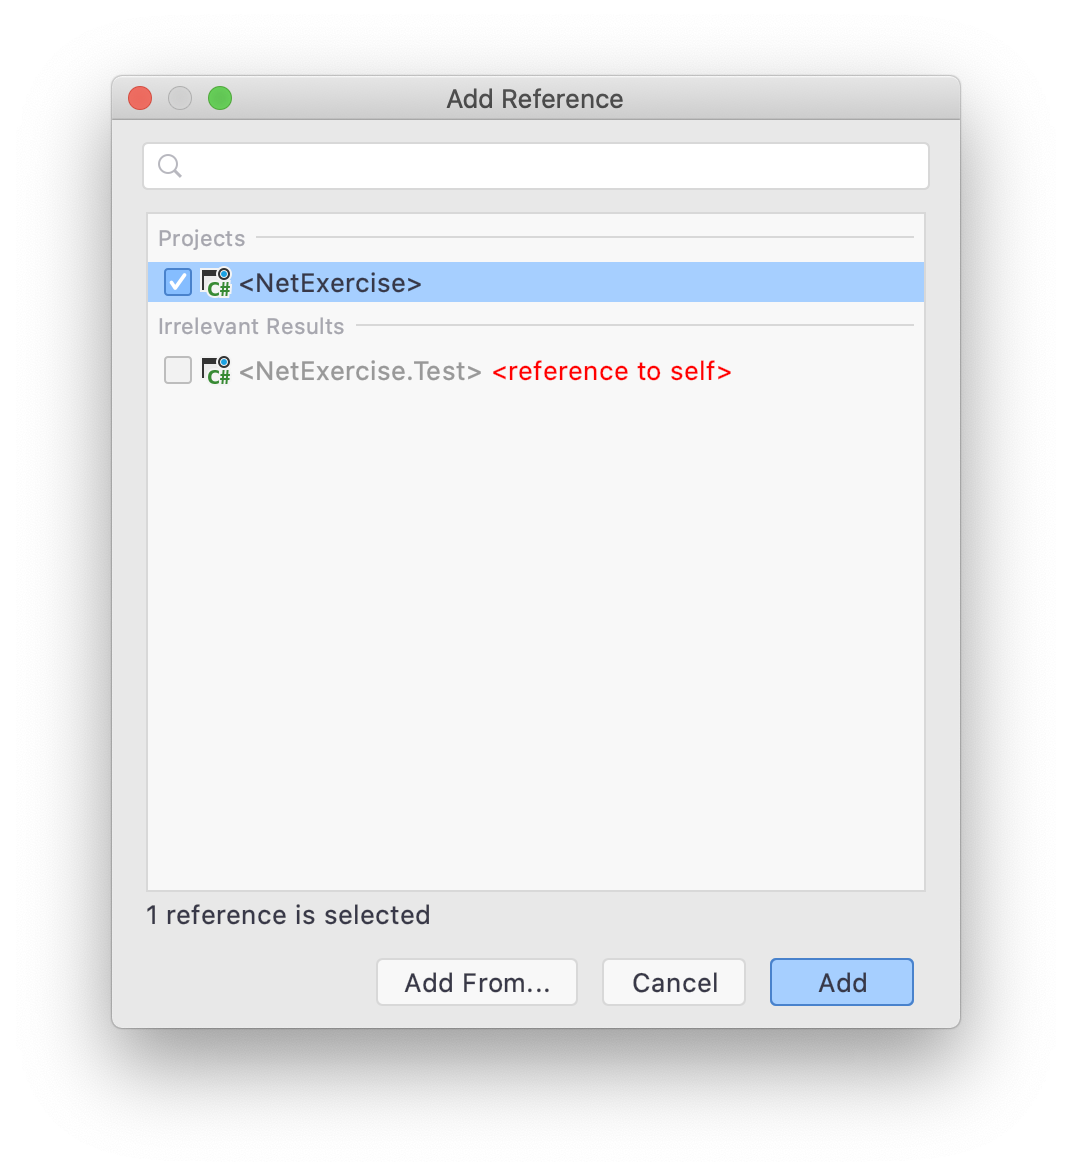 Add Reference
Projects
C# <NetExercise>
Irrelevant Results
C# <NetExercise.Test> <reference to self>
1 reference is selected
Add From...
Cancel
Add